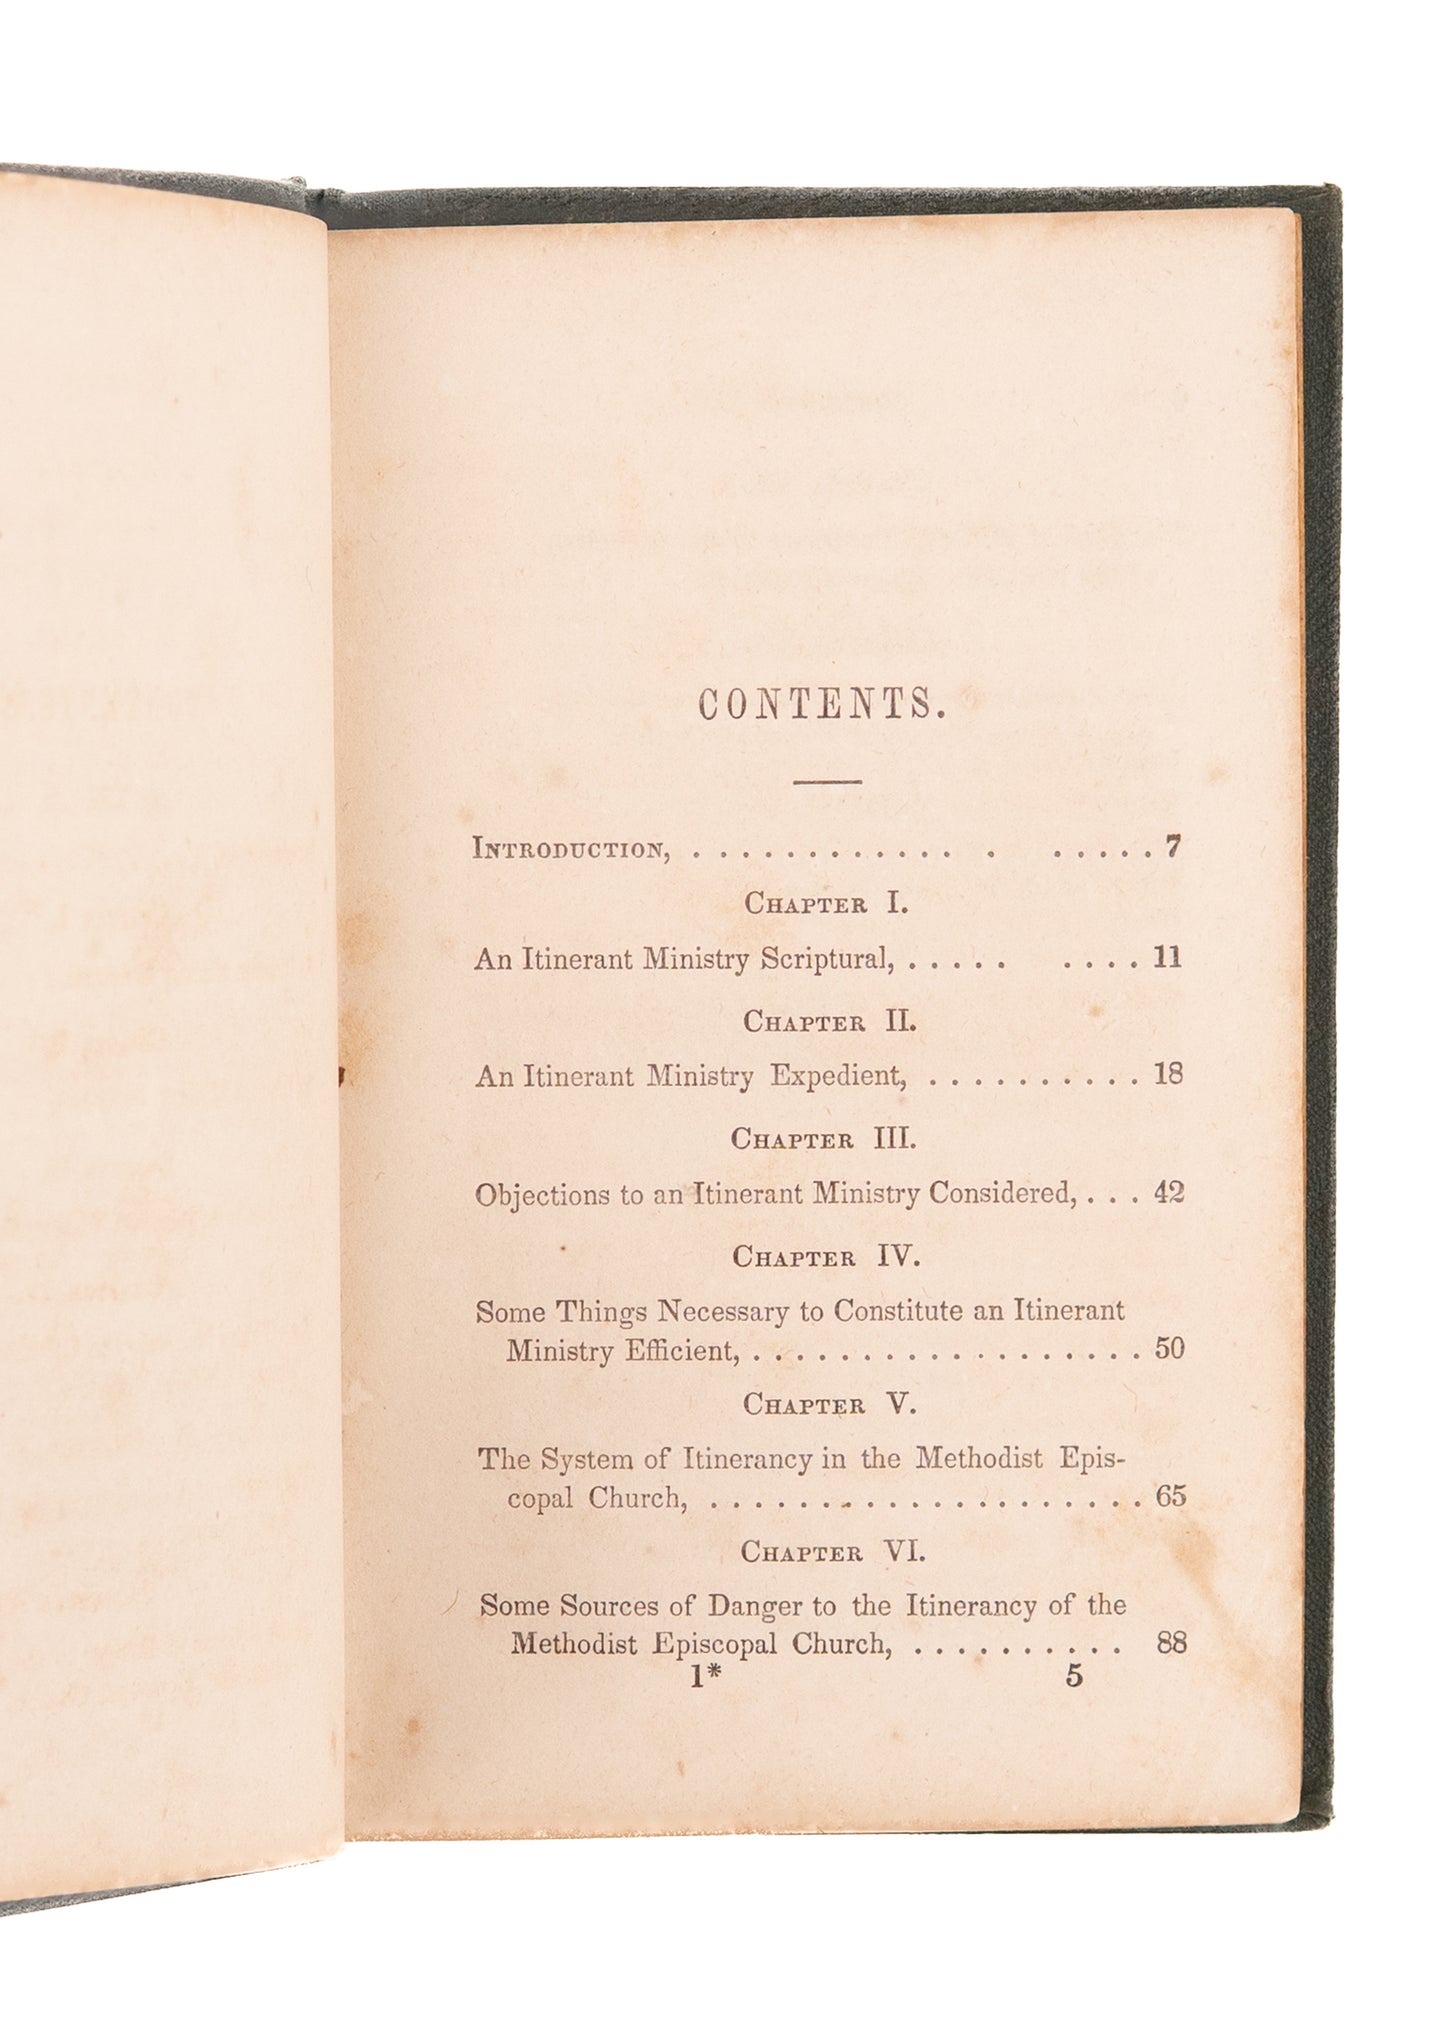 CONTENTS.
INTRODUCTION, . . . . . . . . . . . . . . . . . . 7
CHAPTER I.
An Itinerant Ministry Scriptural, . . . . . . . . . 11
CHAPTER II.
An Itinerant Ministry Expedient, . . . . . . . . . . 18
CHAPTER III.
Objections to an Itinerant Ministry Considered, . . . 42
CHAPTER IV.
Some Things Necessary to Constitute an Itinerant
Ministry Efficient, . . . . . . . . . . . . . . . . . . 50
CHAPTER V.
The System of Itinerancy in the Methodist Epis-
copal Church, . . . . . . . . . . . . . . . . . . . . 65
CHAPTER VI.
Some Sources of Danger to the Itinerancy of the
Methodist Episcopal Church, . . . . . . . . . . 88
1* 5